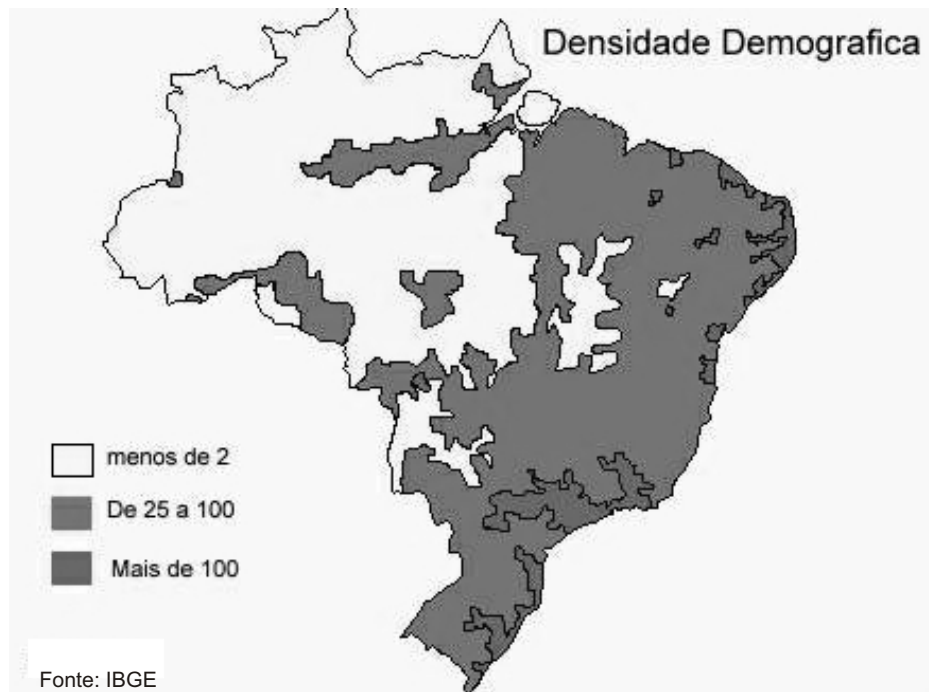 Densidade Demografica
menos de 2
De 25 a 100
Mais de 100
Fonte: IBGE